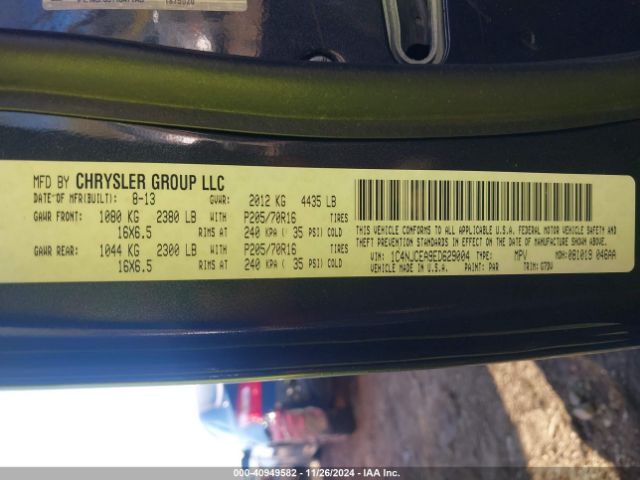 MFD BY CHRYSLER GROUP LLC
DATE OF MFR(BUILT): 8-13 GVWR: 2012 KG 4435 LB
GAWR FRONT: 1080 KG 2380 LB WITH P205/70R16 TIRES
16X6.5 RIMS AT 240 KPA ( 35 PSI) COLD
GAWR REAR: 1044 KG 2300 LB WITH P205/70R16 TIRES
16X6.5 RIMS AT 240 KPA ( 35 PSI) COLD
THIS VEHICLE CONFORMS TO ALL APPLICABLE U.S.A. FEDERAL MOTOR VEHICLE SAFETY AND
THEFT PREVENTION STANDARDS IN EFFECT ON THE DATE OF MANUFACTURE SHOWN ABOVE.
VIN: 1C4NJCEA9ED629004 TYPE: MPV MDH: 081019 046AA
VEHICLE MADE IN U.S.A. PAINT: PAR TRIM: G7DV
000-40949582 - 11/26/2024 - IAA Inc.